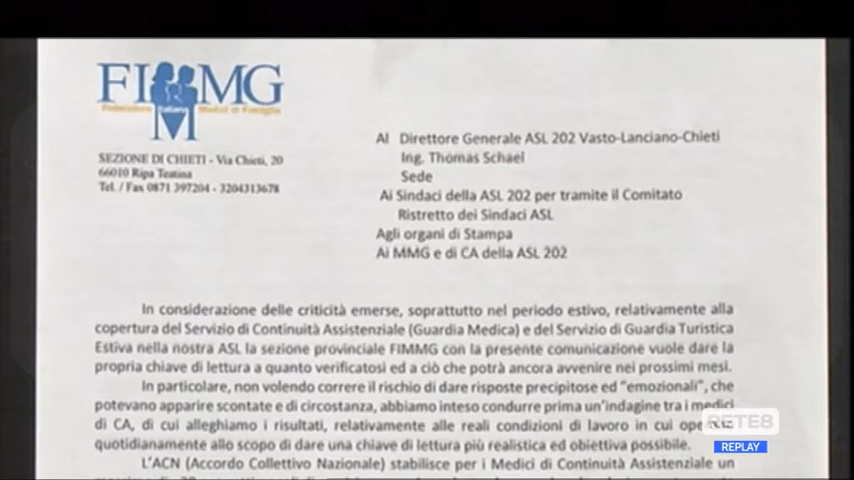 FIMMG
Federazione Italiana Medici di Famiglia
SEZIONE DI CHIETI - Via Chieti, 20
66010 Ripa Teatina
Tel. / Fax 0871 397204 - 3204313678
Al Direttore Generale ASL 202 Vasto-Lanciano-Chieti
Ing. Thomas Schael
Sede
Ai Sindaci della ASL 202 per tramite il Comitato
Ristretto dei Sindaci ASL
Agli organi di Stampa
Ai MMG e di CA della ASL 202
In considerazione delle criticità emerse, soprattutto nel periodo estivo, relativamente alla
copertura del Servizio di Continuità Assistenziale (Guardia Medica) e del Servizio di Guardia Turistica
Estiva nella nostra ASL la sezione provinciale FIMMG con la presente comunicazione vuole dare la
propria chiave di lettura a quanto verificatosi ed a ciò che potrà ancora avvenire nei prossimi mesi.
In particolare, non volendo correre il rischio di dare risposte precipitose ed "emozionali", che
potevano apparire scontate e di circostanza, abbiamo inteso condurre prima un'indagine tra i medici
di CA, di cui alleghiamo i risultati, relativamente alle reali condizioni di lavoro in cui
quotidianamente allo scopo di dare una chiave di lettura più realistica ed obiettiva possibile.
L'ACN (Accordo Collettivo Nazionale) stabilisce per i Medici di Continuità Assistenziale un
RETE8
REPLAY